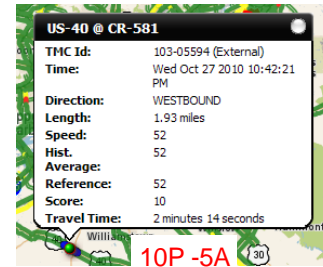 US-40 @ CR-581
TMC Id: 103-05594 (External)
Time: Wed Oct 27 2010 10:42:21
PM
Direction: WESTBOUND
Length: 1.93 miles
Speed: 52
Hist. 52
Average:
Reference: 52
Score: 10
Travel Time: 2 minutes 14 seconds
40
10P -5A
30